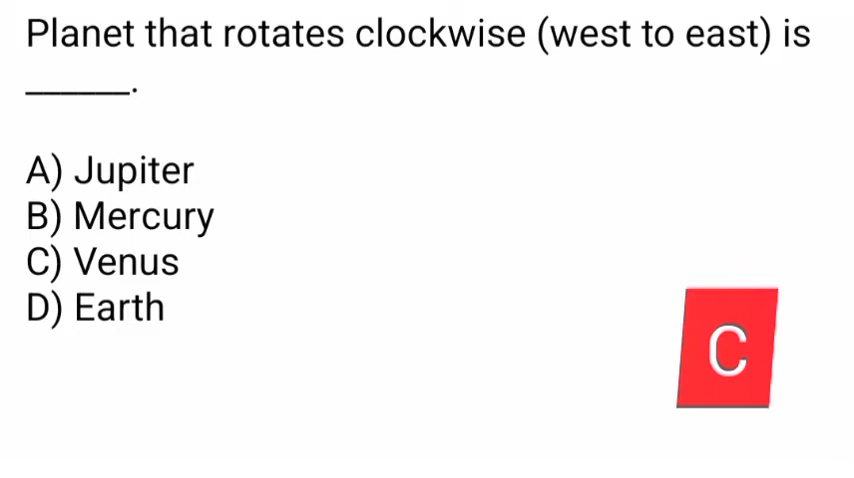 Planet that rotates clockwise (west to east) is
______.
A) Jupiter
B) Mercury
C) Venus
D) Earth
C